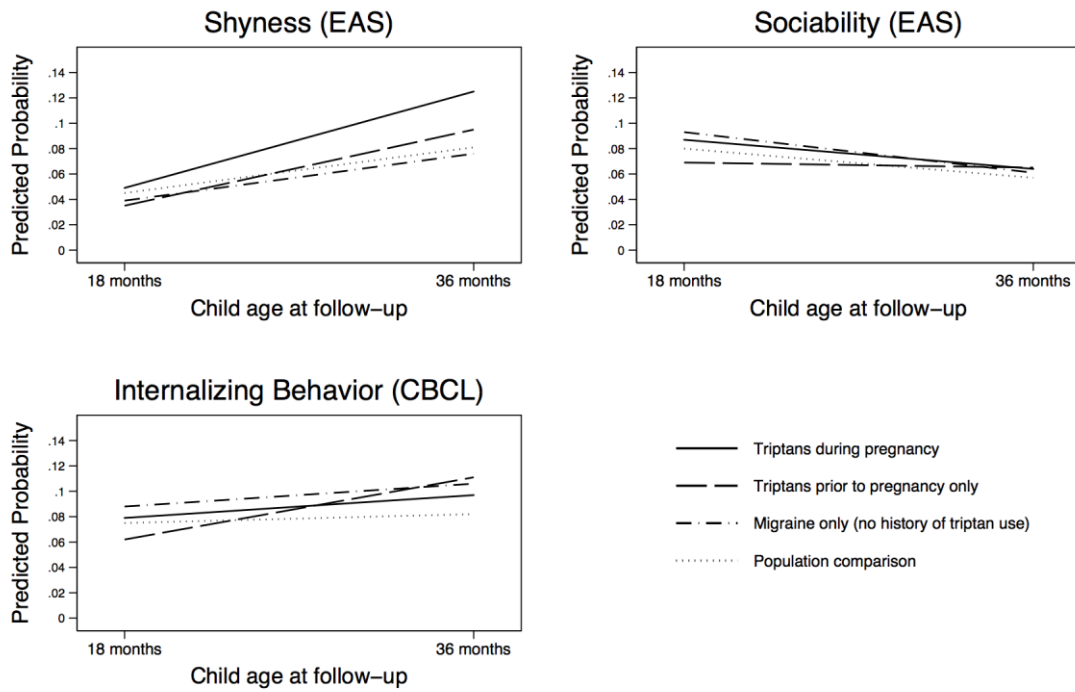 Shyness (EAS)
Predicted Probability
.14
.12
.1
.08
.06
.04
.02
0
18 months
36 months
Child age at follow–up
Sociability (EAS)
Predicted Probability
.14
.12
.1
.08
.06
.04
.02
0
18 months
36 months
Child age at follow–up
Internalizing Behavior (CBCL)
Predicted Probability
.14
.12
.1
.08
.06
.04
.02
0
18 months
36 months
Child age at follow–up
Triptans during pregnancy
Triptans prior to pregnancy only
Migraine only (no history of triptan use)
Population comparison